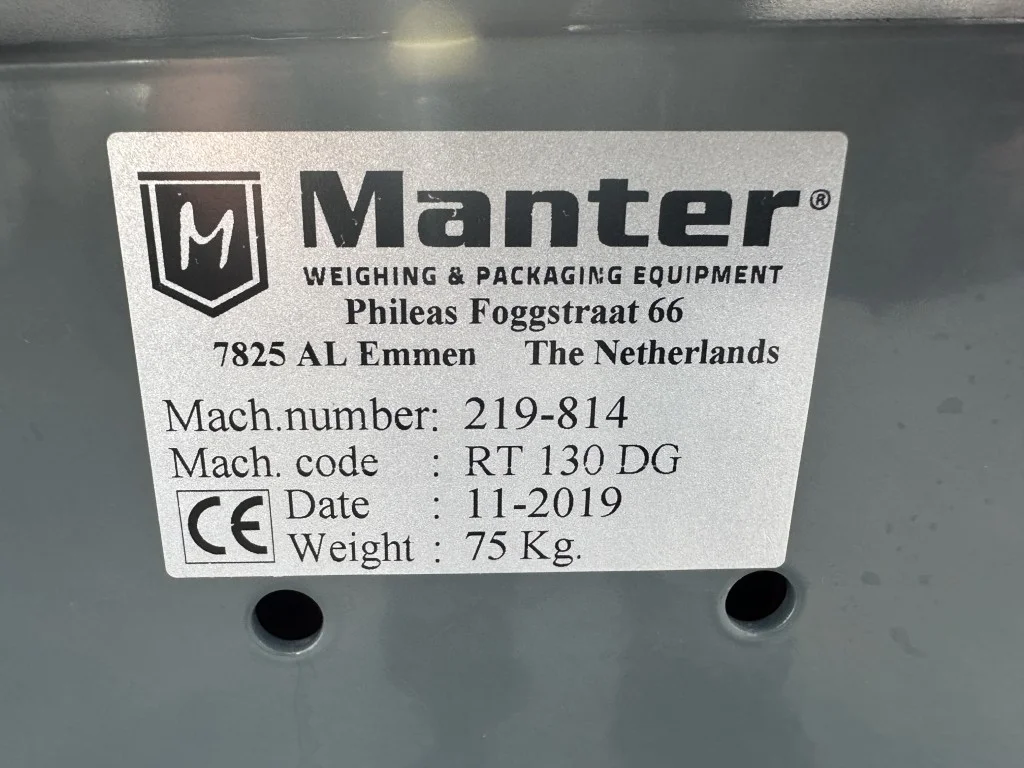 M
Manter®
WEIGHING & PACKAGING EQUIPMENT
Phileas Foggstraat 66
7825 AL Emmen The Netherlands
Mach.number: 219-814
Mach. code : RT 130 DG
CE
Date : 11-2019
Weight : 75 Kg.